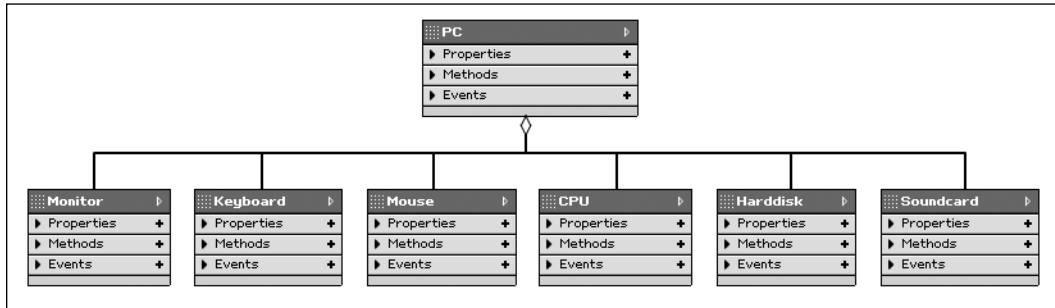 PC
Properties
Methods
Events
Monitor
Properties
Methods
Events
Keyboard
Properties
Methods
Events
Mouse
Properties
Methods
Events
CPU
Properties
Methods
Events
Harddisk
Properties
Methods
Events
Soundcard
Properties
Methods
Events